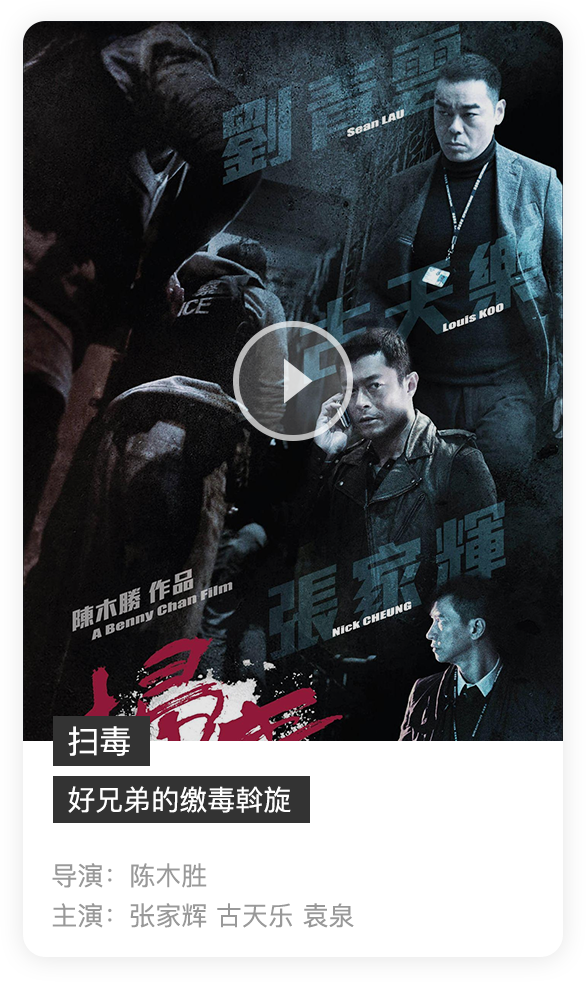 劉青雲
Sean LAU
古天樂
Louis KOO
張家輝
Nick CHEUNG
陳木勝 作品
A Benny Chan Film
掃毒
扫毒
好兄弟的缴毒斡旋
导演：陈木胜
主演：张家辉 古天乐 袁泉